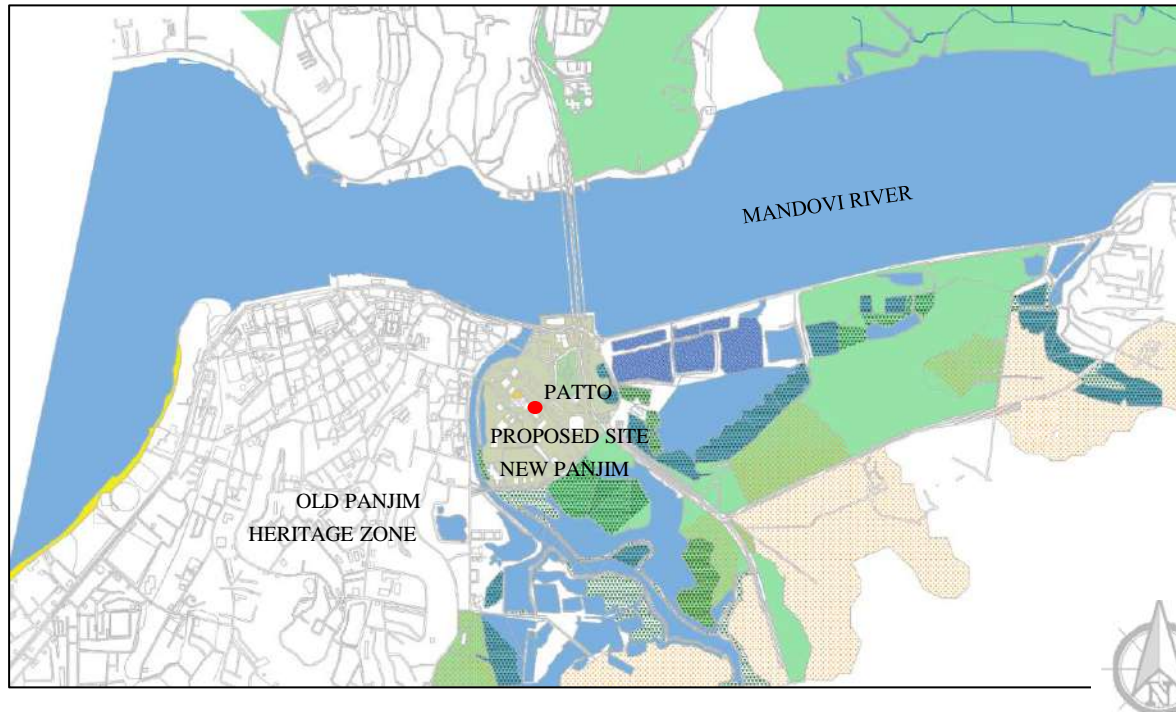 MANDOVI RIVER
PATTO
PROPOSED SITE
NEW PANJIM
OLD PANJIM
HERITAGE ZONE
N